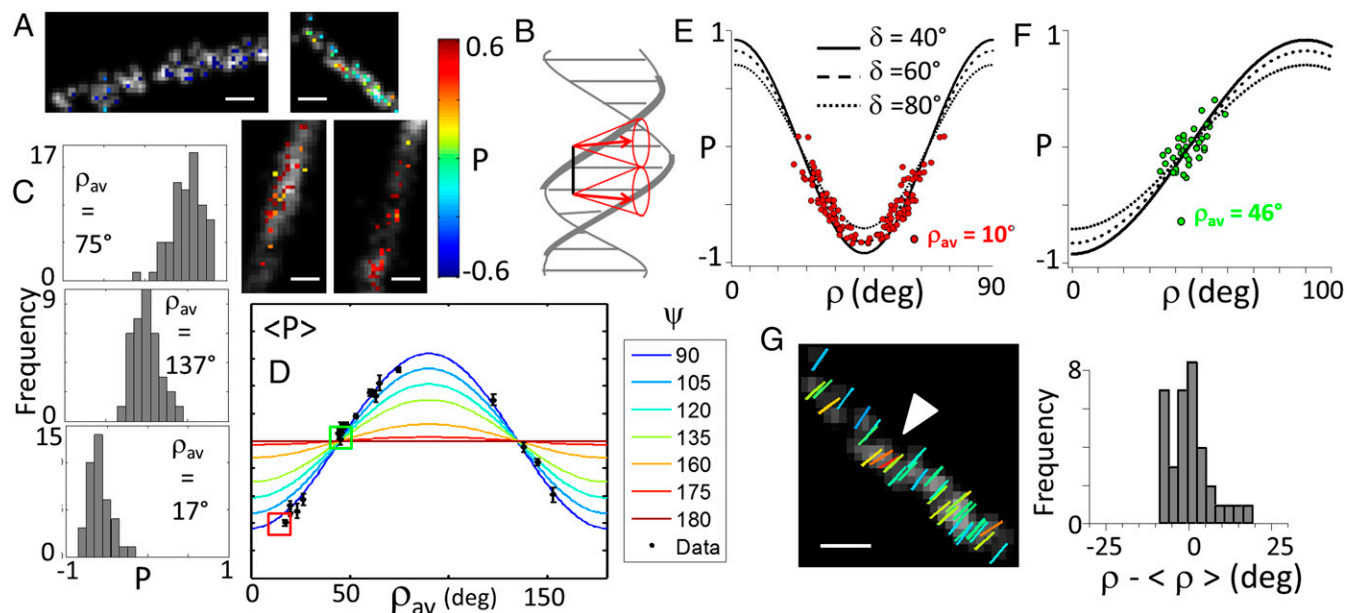 A
B
0.6
P
-0.6
C
17
ρav
=
75°
0
9
ρav
=
137°
0
15
ρav
=
17°
0
-1
P
1
Frequency
<P>
D
0
50
150
ρav (deg)
ψ
90
105
120
135
160
175
180
Data
E
1
P
-1
δ = 40°
δ = 60°
δ = 80°
ρav = 10°
0
ρ (deg)
90
F
1
P
-1
ρav = 46°
0
ρ (deg)
100
G
8
Frequency
0
-25
0
25
ρ - < ρ > (deg)